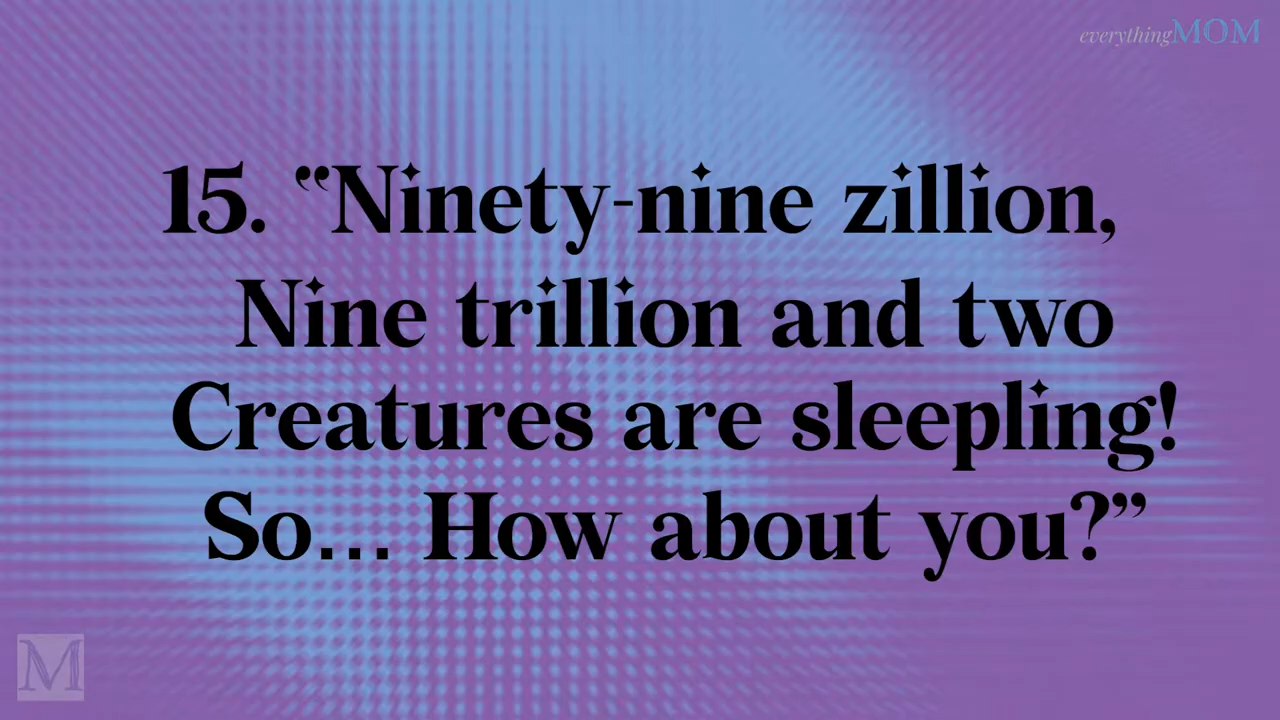 everythingMOM
15. “Ninety-nine zillion,
Nine trillion and two
Creatures are sleepling!
So… How about you?”
M